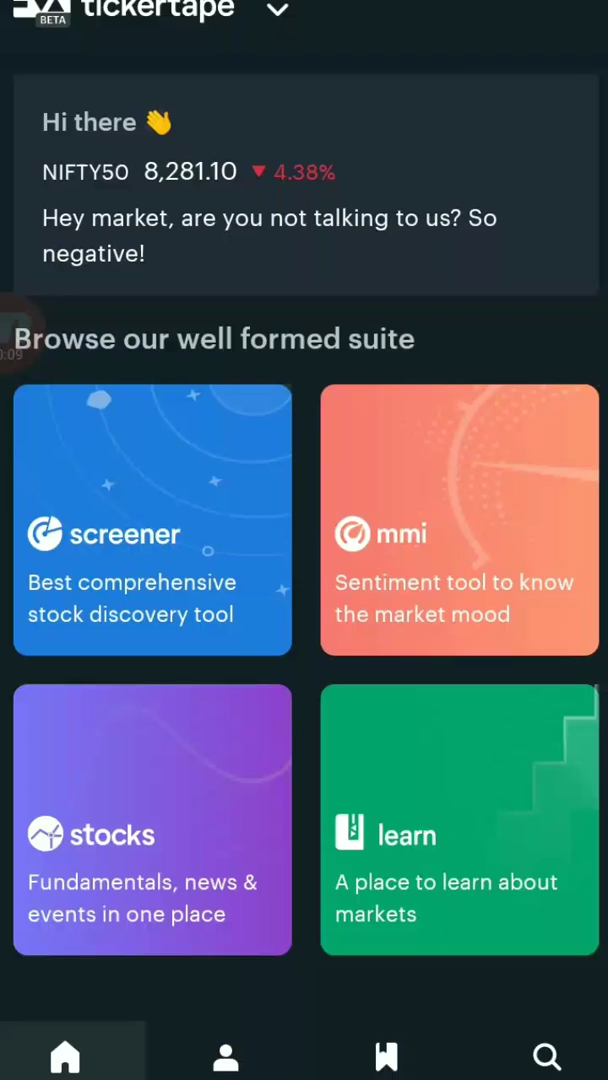 tickertape
BETA
Hi there 👋
NIFTY50 8,281.10 ▼ 4.38%
Hey market, are you not talking to us? So
negative!
Browse our well formed suite
:09
screener
Best comprehensive
stock discovery tool
mmi
Sentiment tool to know
the market mood
stocks
Fundamentals, news &
events in one place
learn
A place to learn about
markets